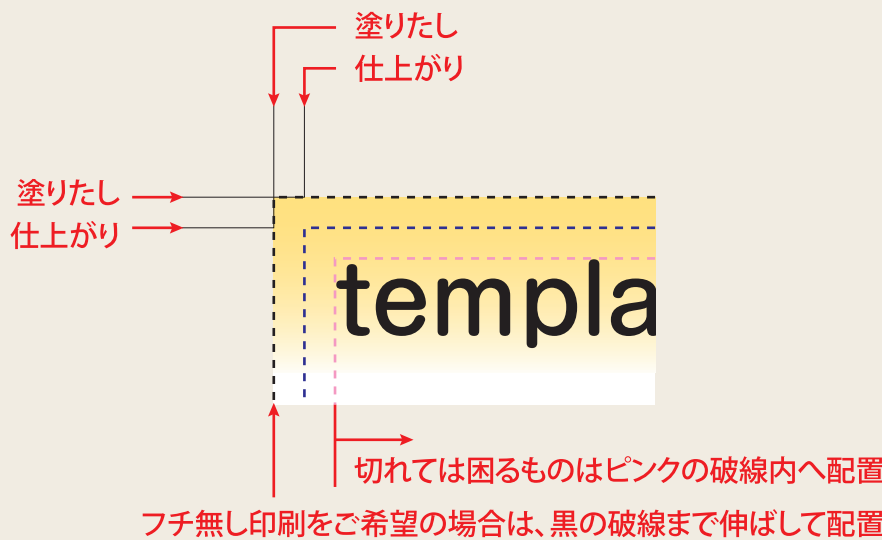 塗りたし
仕上がり
塗りたし
仕上がり
templa
切れては困るものはピンクの破線内へ配置
フチ無し印刷をご希望の場合は、黒の破線まで伸ばして配置